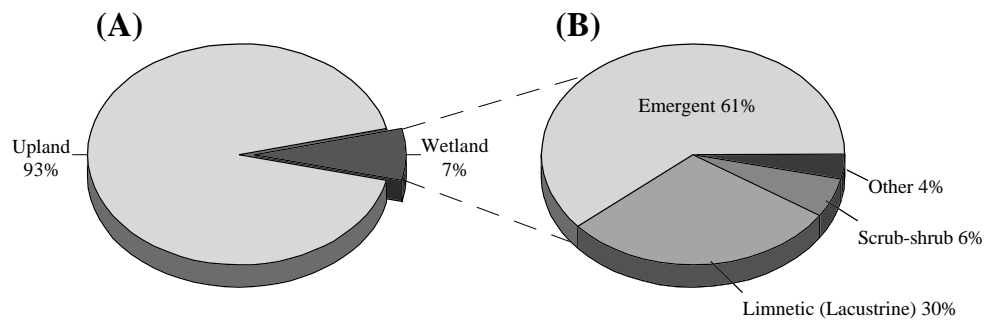 (A)
(B)
Upland
93%
Wetland
7%
Emergent 61%
Other 4%
Scrub-shrub 6%
Limnetic (Lacustrine) 30%